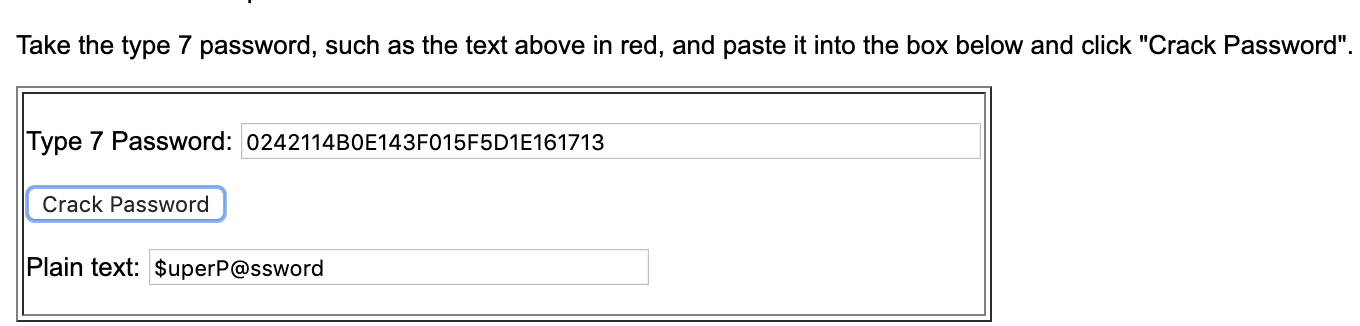 Take the type 7 password, such as the text above in red, and paste it into the box below and click "Crack Password".
Type 7 Password: 0242114B0E143F015F5D1E161713
Crack Password
Plain text: $uperP@ssword